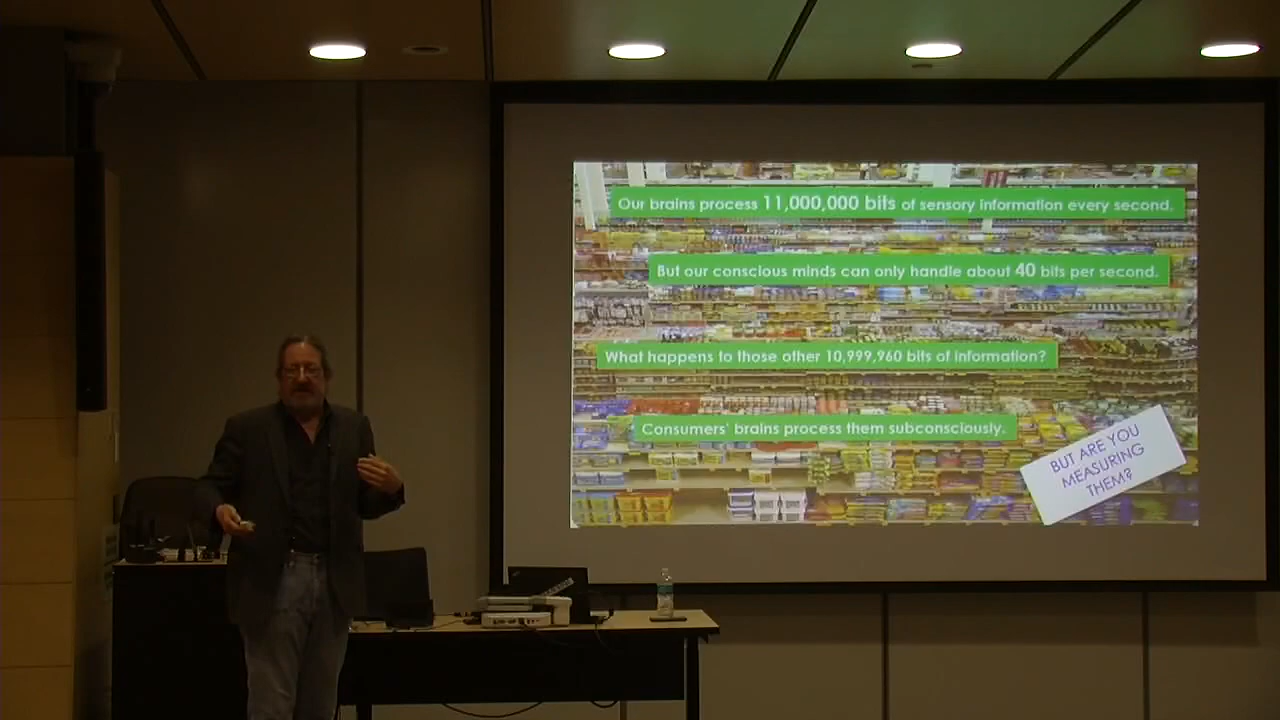 Our brains process 11,000,000 bits of sensory information every second.
But our conscious minds can only handle about 40 bits per second.
What happens to those other 10,999,960 bits of information?
Consumers' brains process them subconsciously.
BUT ARE YOU
MEASURING
THEM?